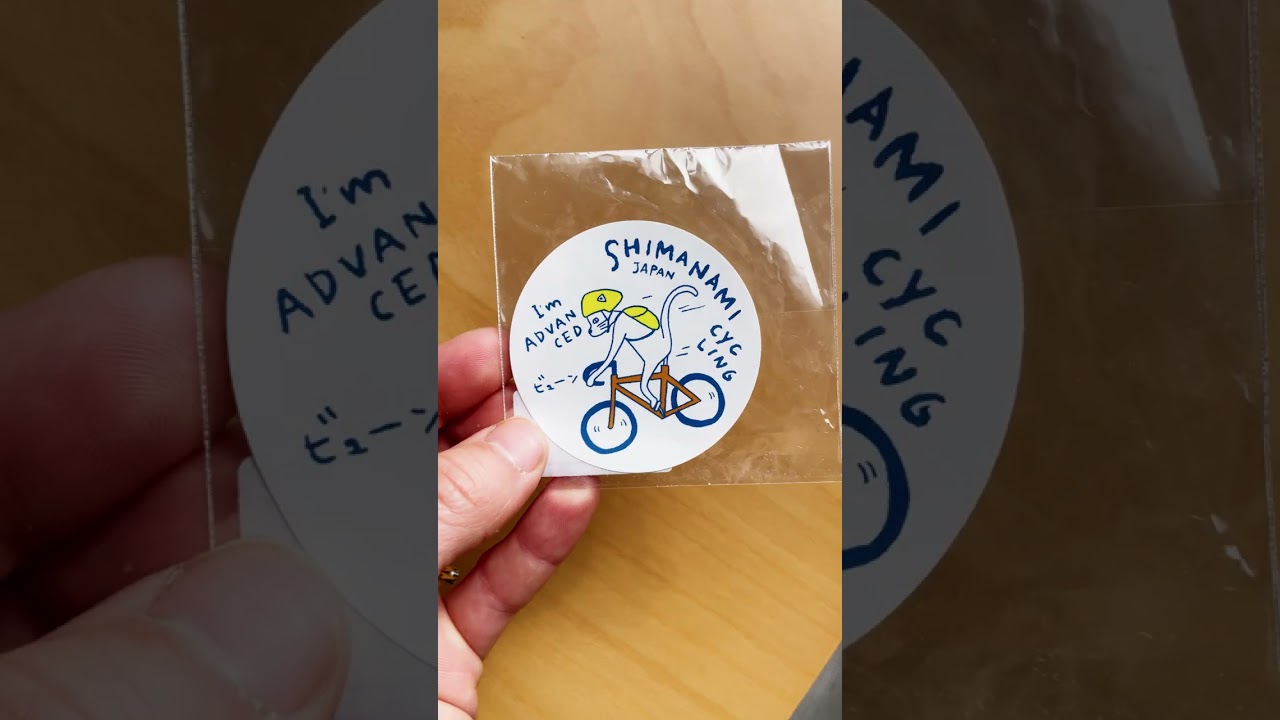 SHIMANAMI
JAPAN
I'm
ADVAN
CED
CYC
LING
ビューン